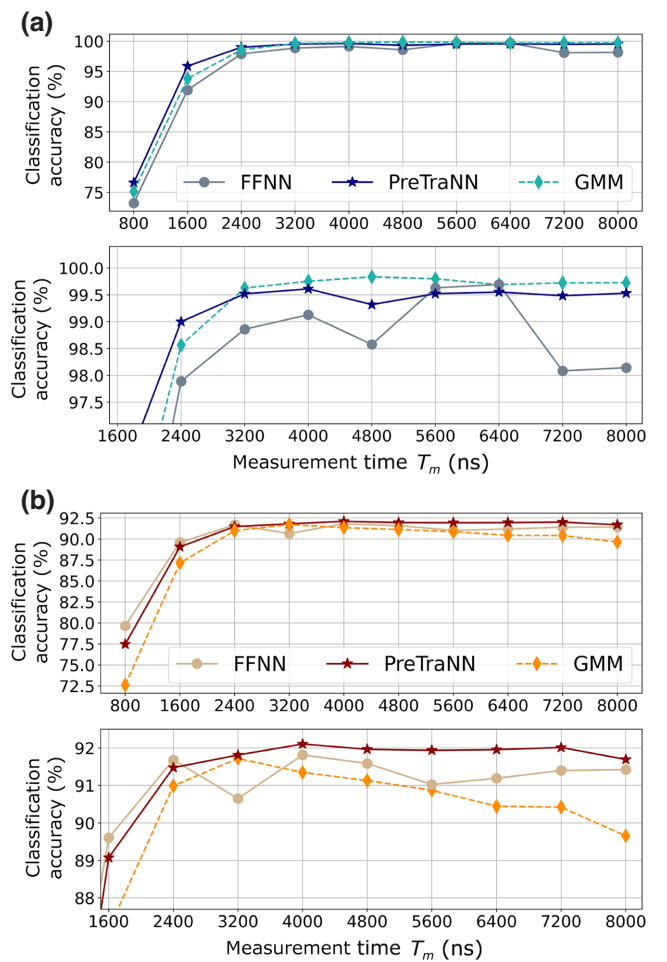 (a)
100
95
90
85
80
75
Classification
accuracy (%)
FFNN PreTraNN GMM
800 1600 2400 3200 4000 4800 5600 6400 7200 8000
100.0
99.5
99.0
98.5
98.0
97.5
Classification
accuracy (%)
1600 2400 3200 4000 4800 5600 6400 7200 8000
Measurement time Tm (ns)
(b)
92.5
90.0
87.5
85.0
82.5
80.0
77.5
75.0
72.5
Classification
accuracy (%)
FFNN PreTraNN GMM
800 1600 2400 3200 4000 4800 5600 6400 7200 8000
92
91
90
89
88
Classification
accuracy (%)
1600 2400 3200 4000 4800 5600 6400 7200 8000
Measurement time Tm (ns)